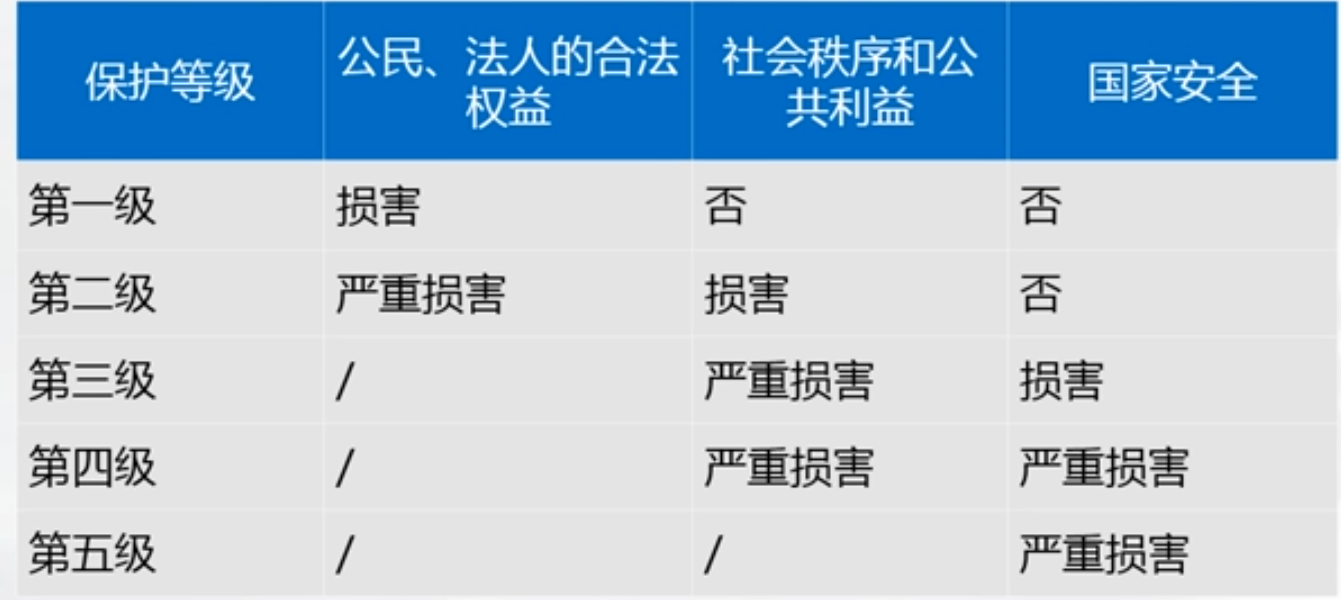 保护等级 公民、法人的合法权益 社会秩序和公共利益 国家安全
第一级 损害 否 否
第二级 严重损害 损害 否
第三级 / 严重损害 损害
第四级 / 严重损害 严重损害
第五级 / / 严重损害